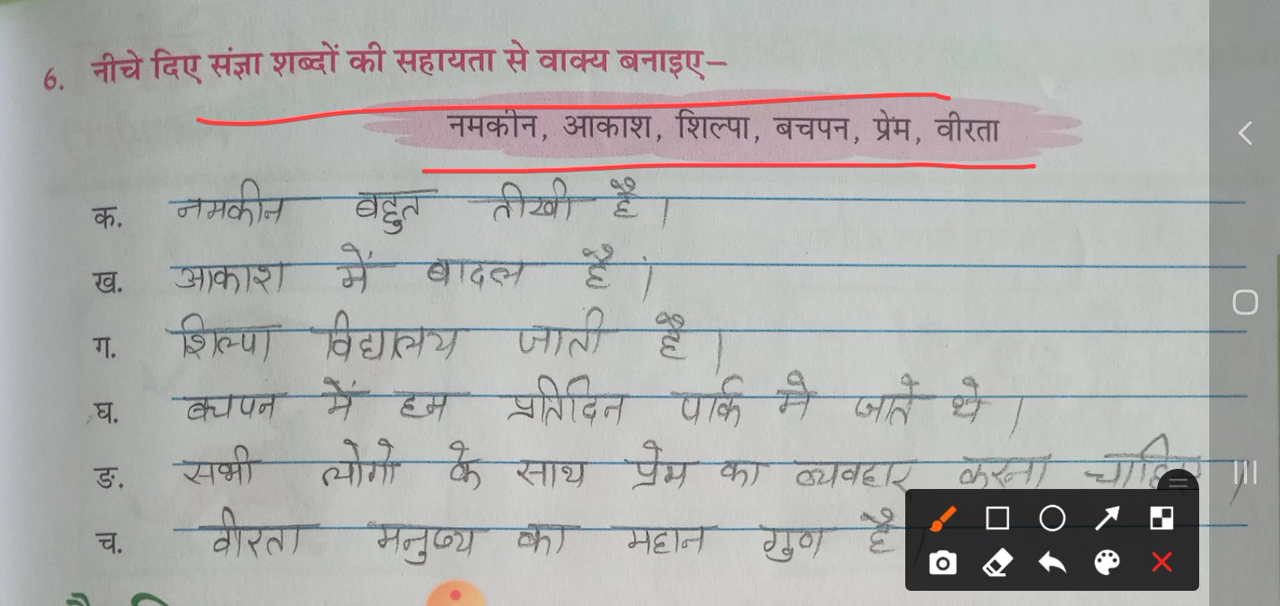 6. नीचे दिए संज्ञा शब्दों की सहायता से वाक्य बनाइए–
नमकीन, आकाश, शिल्पा, बचपन, प्रेम, वीरता
क. नमकीन बहुत तीखी है।
ख. आकाश में बादल है।
ग. शिल्पा विद्यालय जाती है।
घ. बचपन में हम प्रतिदिन पार्क मे जाते थे।
ङ. सभी लोगो के साथ प्रेम का व्यवहार करना चाहिए।
च. वीरता मनुष्य का महान गुण है